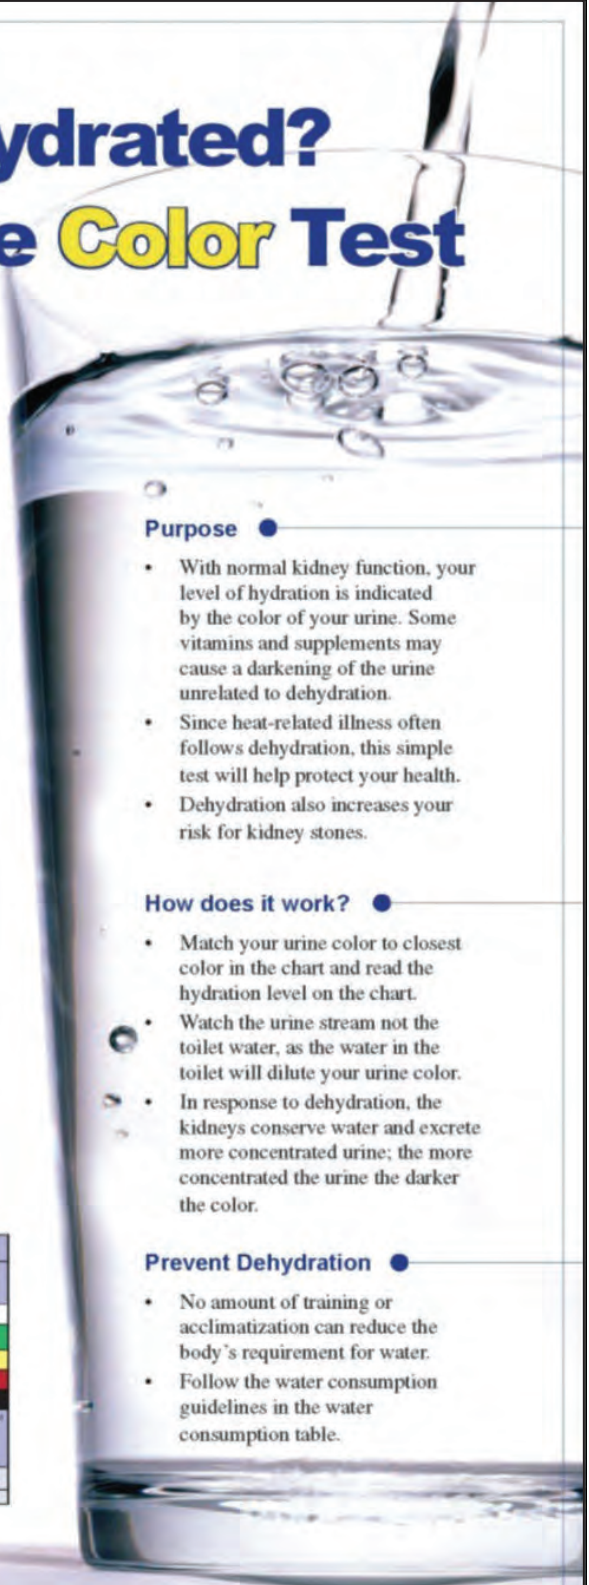 ydrated?
e Color Test
Purpose
• With normal kidney function, your
level of hydration is indicated
by the color of your urine. Some
vitamins and supplements may
cause a darkening of the urine
unrelated to dehydration.
• Since heat-related illness often
follows dehydration, this simple
test will help protect your health.
• Dehydration also increases your
risk for kidney stones.
How does it work?
• Match your urine color to closest
color in the chart and read the
hydration level on the chart.
• Watch the urine stream not the
toilet water, as the water in the
toilet will dilute your urine color.
• In response to dehydration, the
kidneys conserve water and excrete
more concentrated urine; the more
concentrated the urine the darker
the color.
Prevent Dehydration
• No amount of training or
acclimatization can reduce the
body's requirement for water.
• Follow the water consumption
guidelines in the water
consumption table.